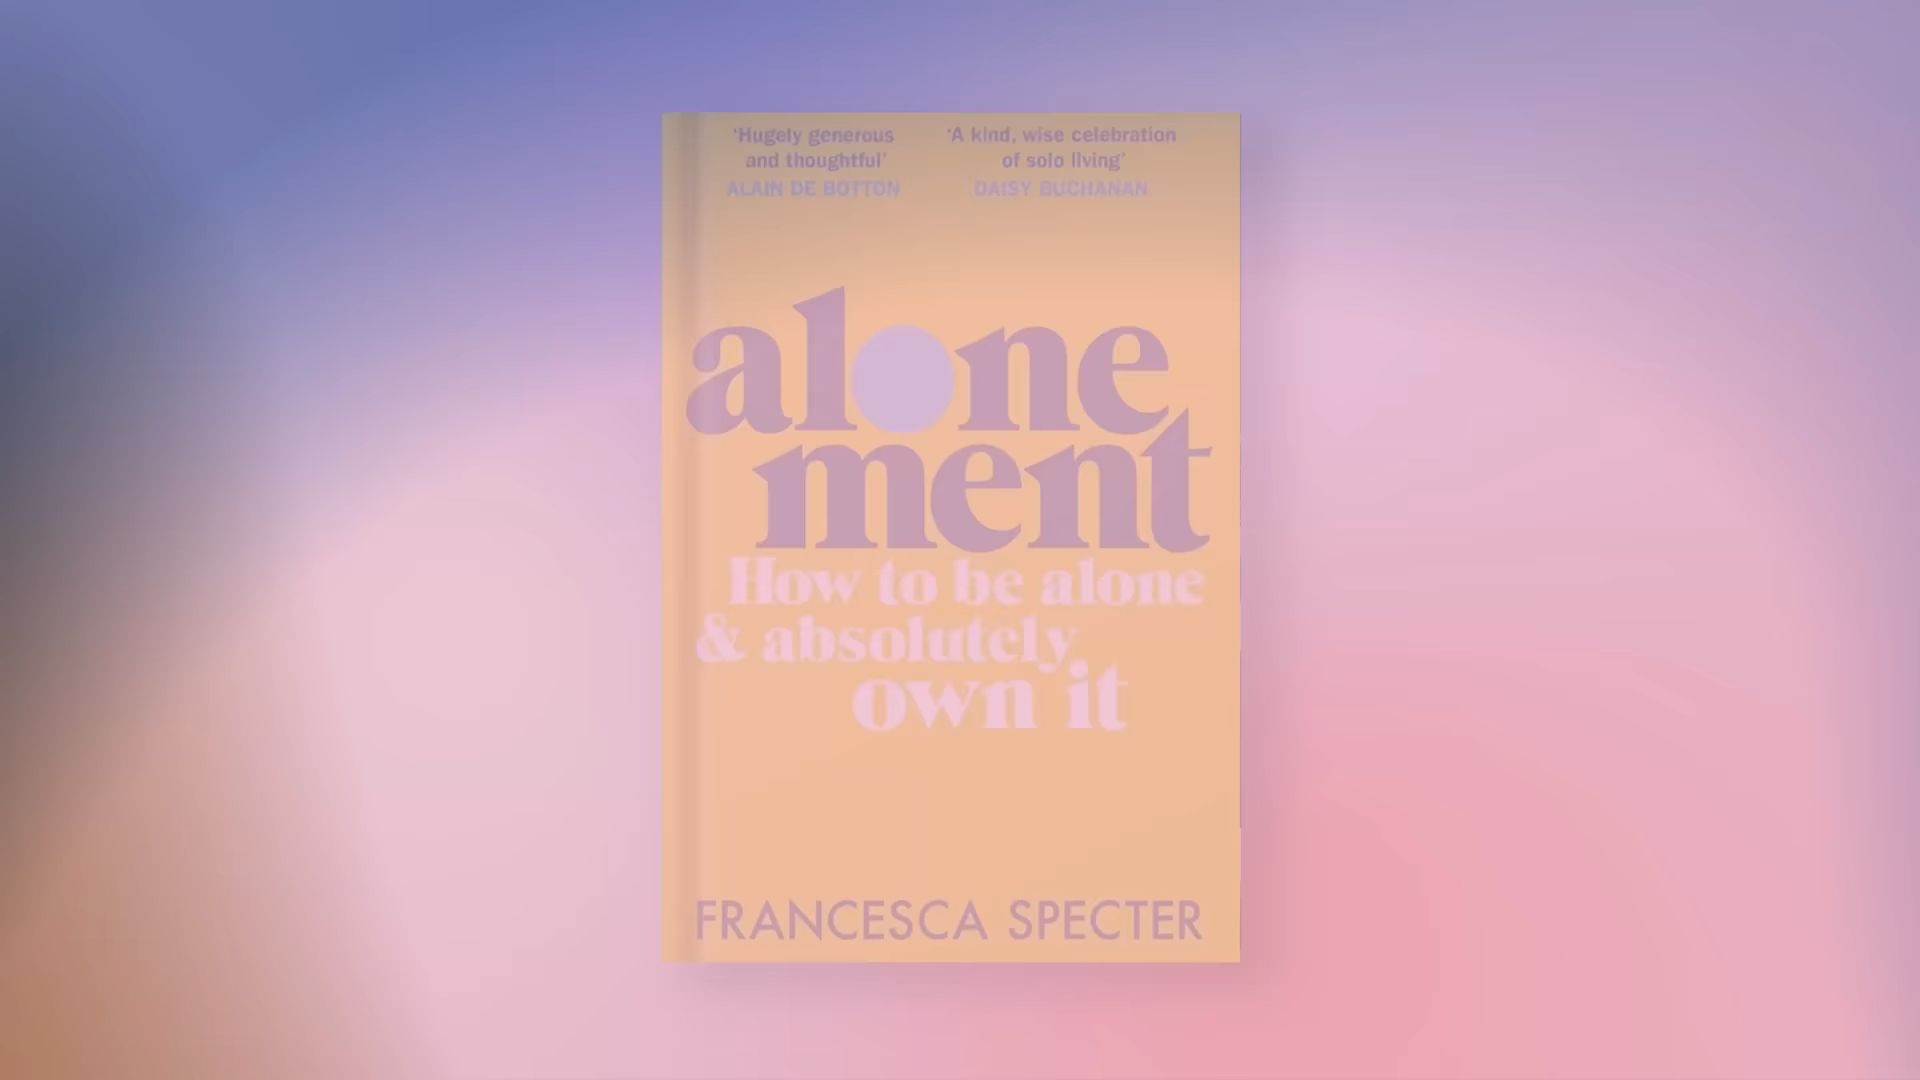 ‘Hugely generous
and thoughtful’
ALAIN DE BOTTON
‘A kind, wise celebration
of solo living’
DAISY BUCHANAN
alone
ment
How to be alone
& absolutely
own it
FRANCESCA SPECTER